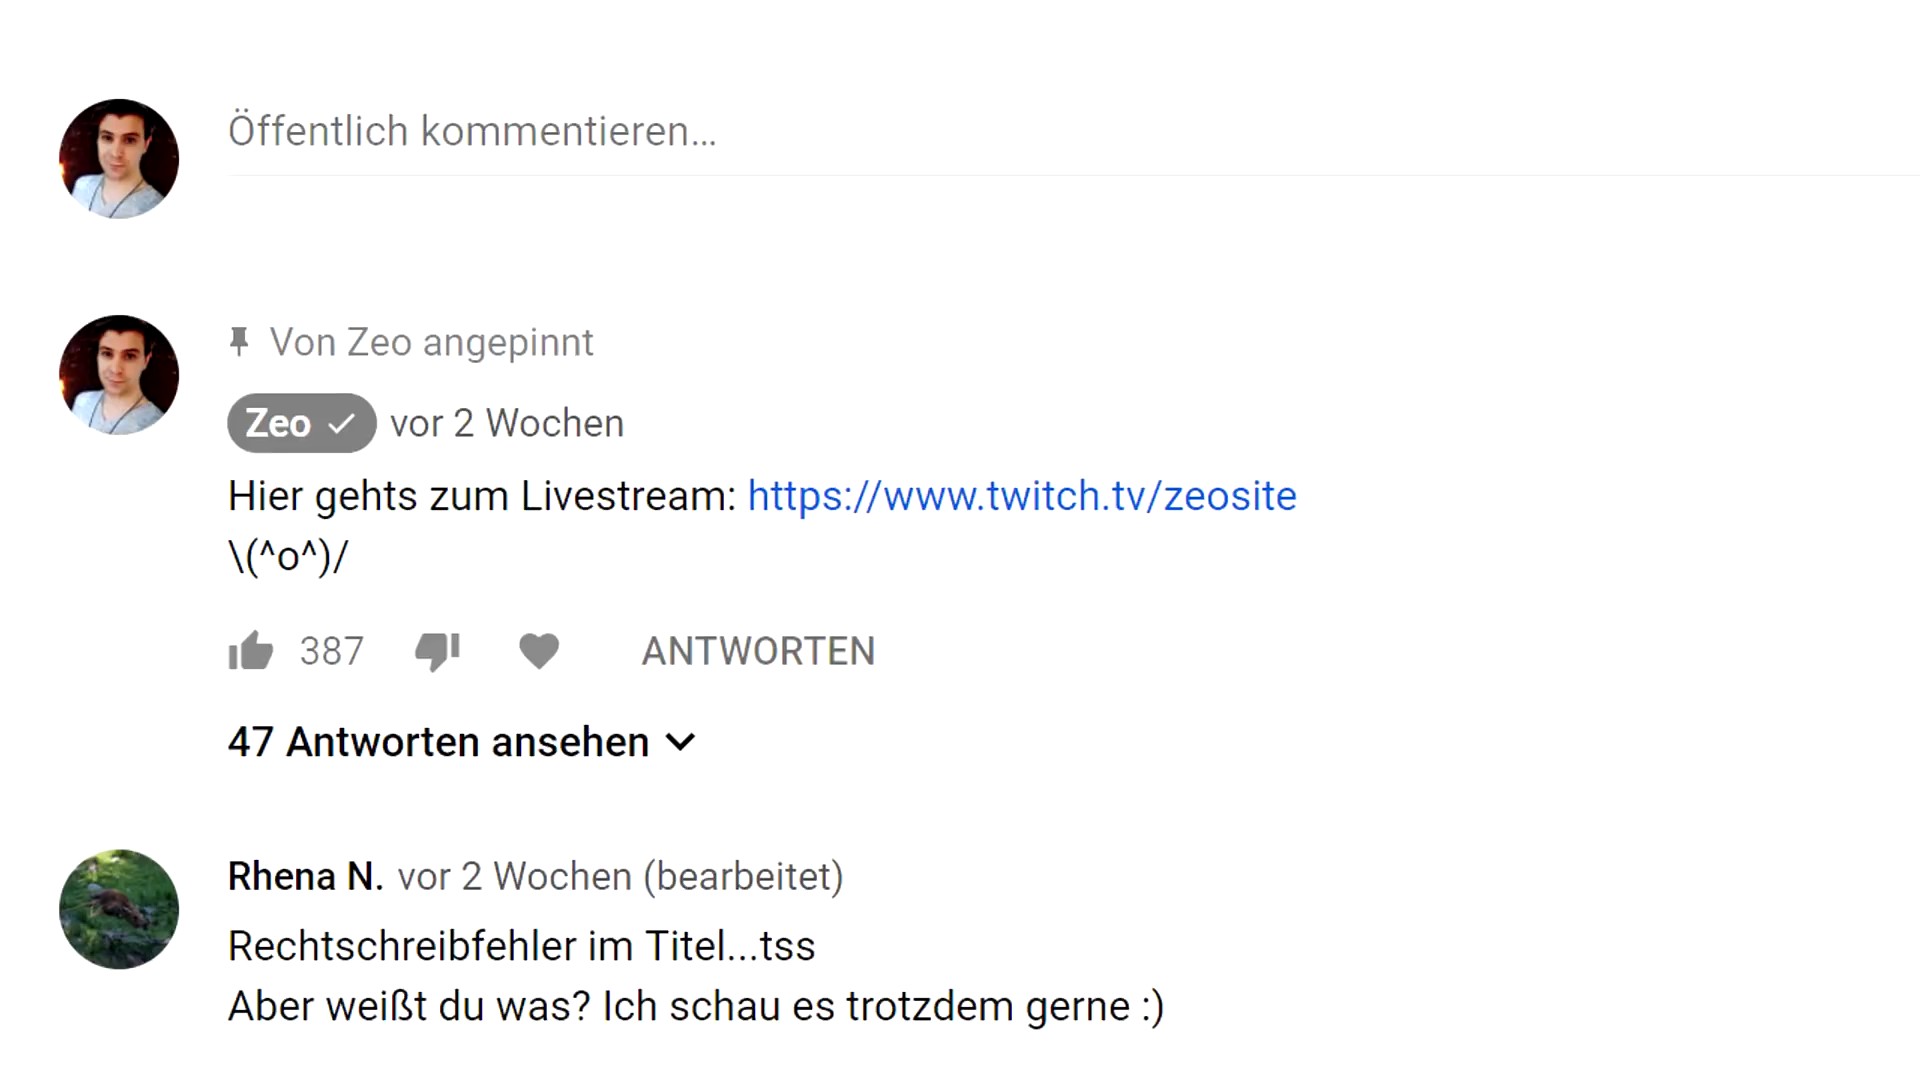 Öffentlich kommentieren...
Von Zeo angepinnt
Zeo vor 2 Wochen
Hier gehts zum Livestream: https://www.twitch.tv/zeosite
\(^o^)/
387 ANTWORTEN
47 Antworten ansehen
Rhena N. vor 2 Wochen (bearbeitet)
Rechtschreibfehler im Titel...tss
Aber weißt du was? Ich schau es trotzdem gerne :)